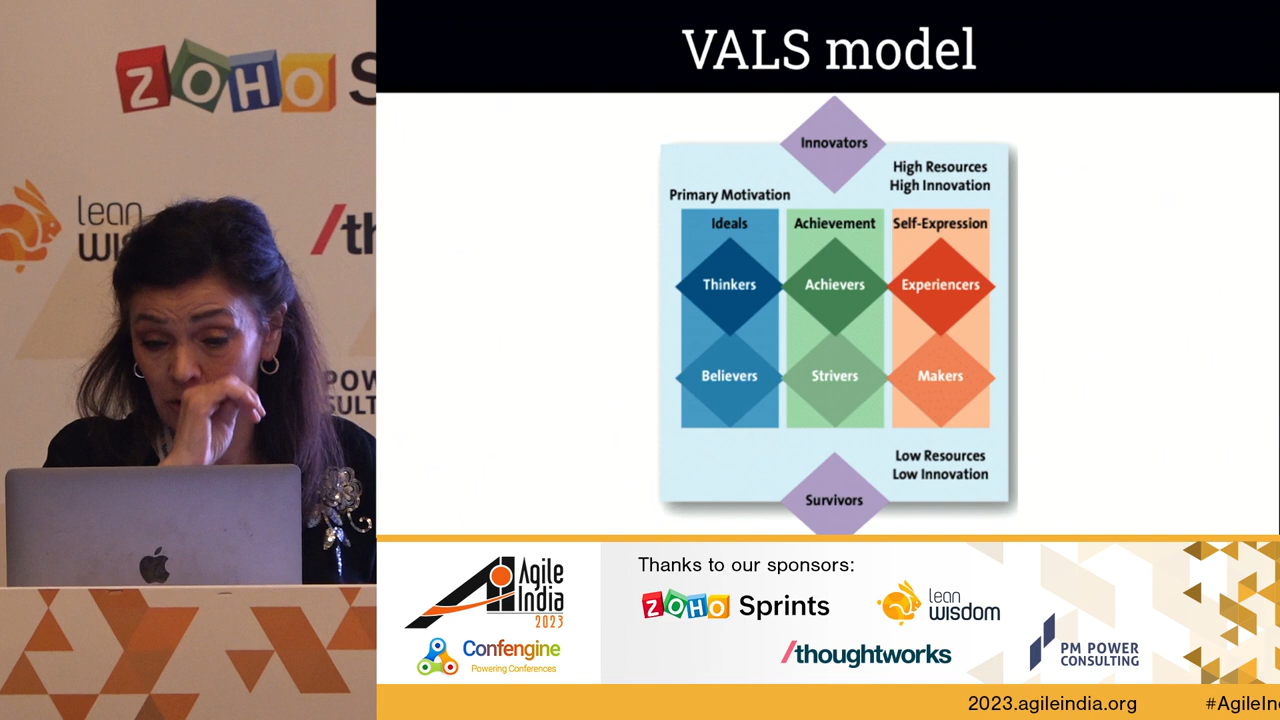 ZOHO S
lean
WIS
/th
POW
SULT
VALS model
Innovators
High Resources
High Innovation
Primary Motivation
Ideals
Achievement
Self-Expression
Thinkers
Achievers
Experiencers
Believers
Strivers
Makers
Low Resources
Low Innovation
Survivors
Agile
India
2023
Confengine
Powering Conferences
Thanks to our sponsors:
ZOHO Sprints
lean
wisdom
/thoughtworks
PM POWER
CONSULTING
2023.agileindia.org
#AgileIn